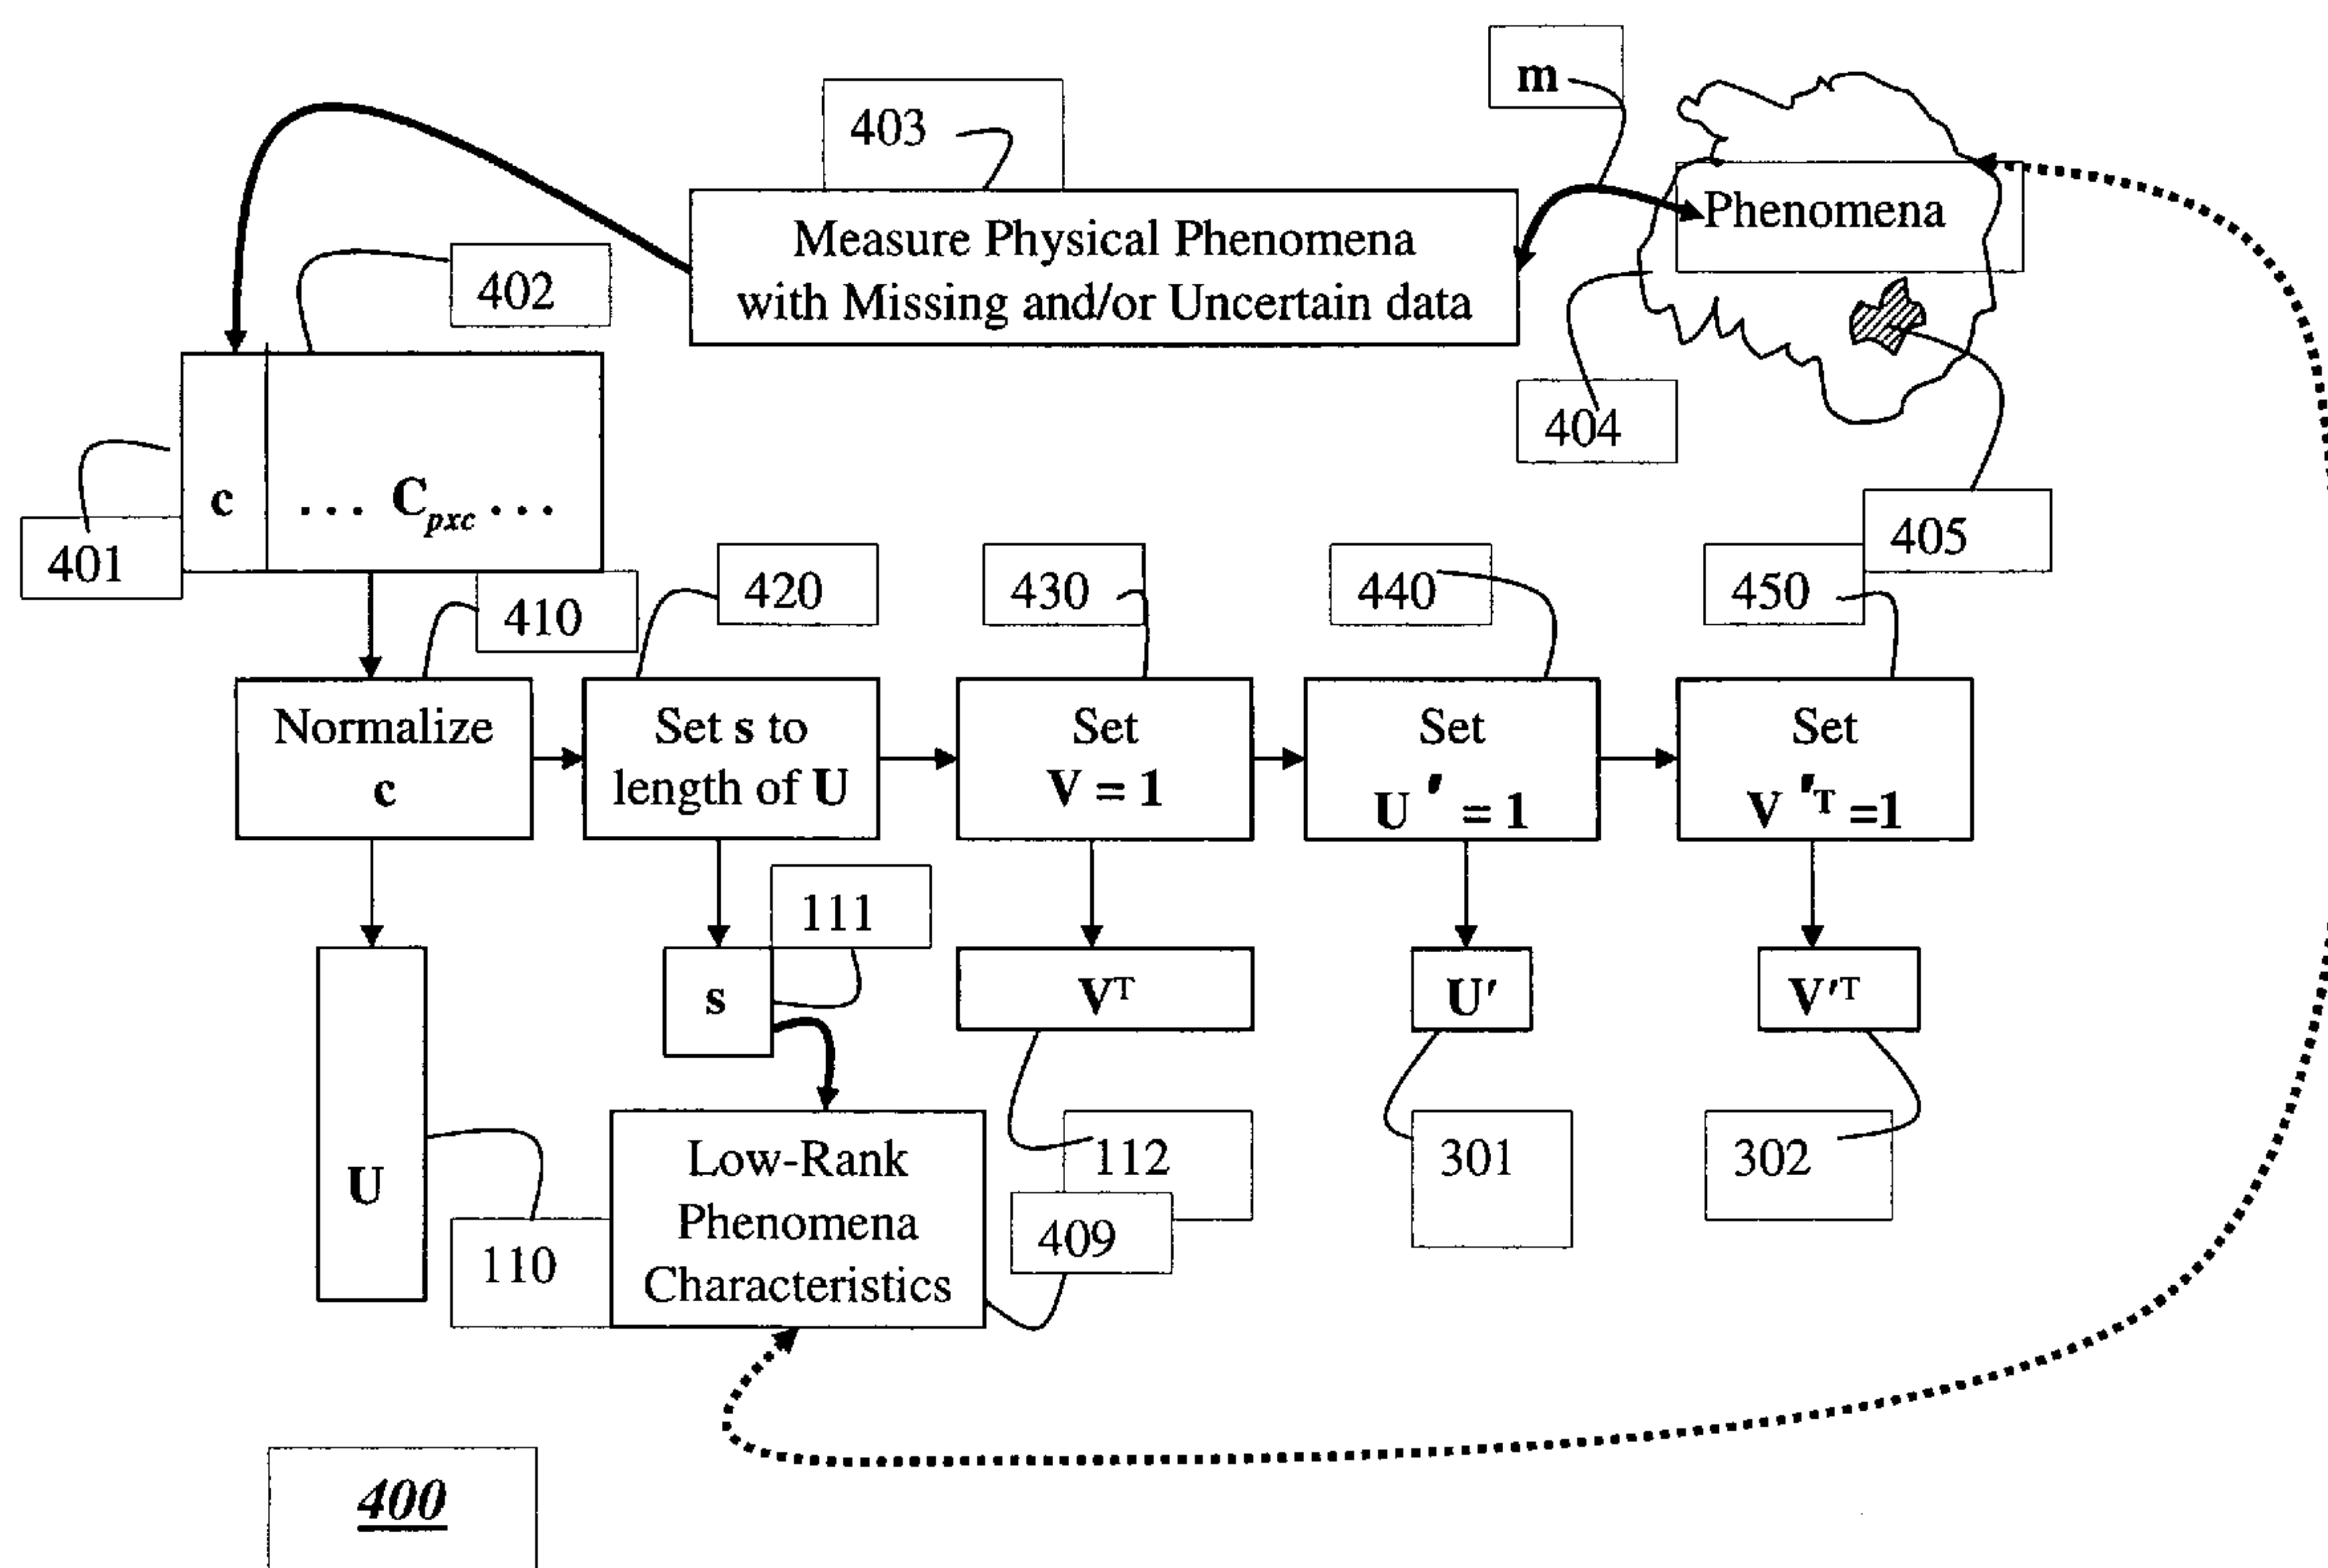 m
403
Phenomena
Measure Physical Phenomena
with Missing and/or Uncertain data
402
404
c ... C_pxc ...
401
405
410
420
430
440
450
Normalize
c
Set s to
length of U
Set
V = 1
Set
U ' = 1
Set
V 'T =1
111
s
VT
U'
V'T
U
110
Low-Rank
Phenomena
Characteristics
112
409
301
302
400